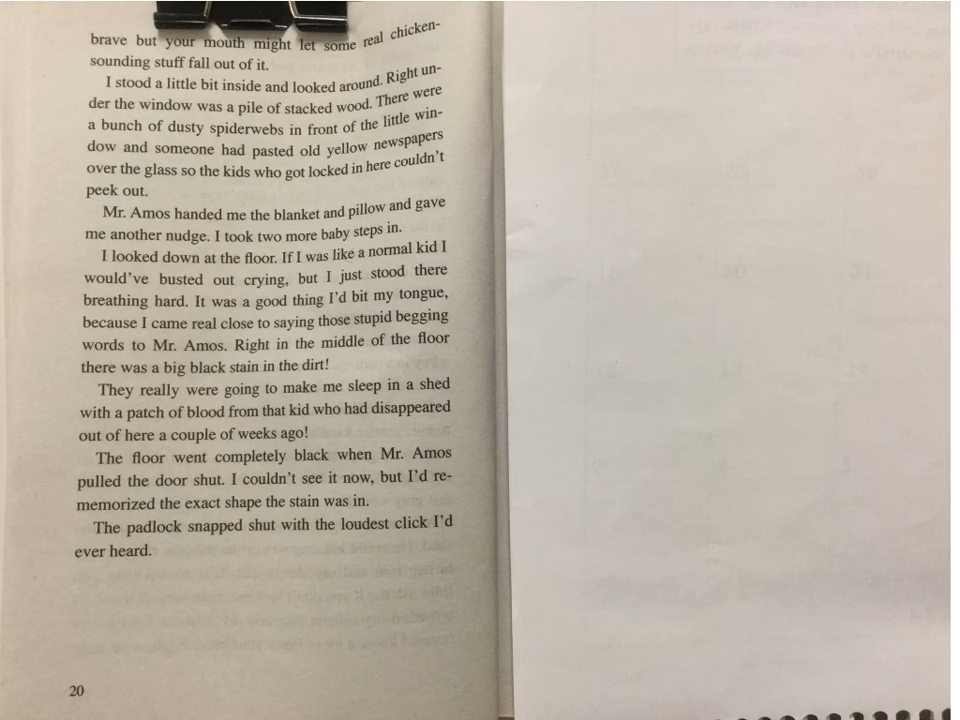 brave but your mouth might let some real chicken-
sounding stuff fall out of it.
I stood a little bit inside and looked around. Right un-
der the window was a pile of stacked wood. There were
a bunch of dusty spiderwebs in front of the little win-
dow and someone had pasted old yellow newspapers
over the glass so the kids who got locked in here couldn't
peek out.
Mr. Amos handed me the blanket and pillow and gave
me another nudge. I took two more baby steps in.
I looked down at the floor. If I was like a normal kid I
would've busted out crying, but I just stood there
breathing hard. It was a good thing I'd bit my tongue,
because I came real close to saying those stupid begging
words to Mr. Amos. Right in the middle of the floor
there was a big black stain in the dirt!
They really were going to make me sleep in a shed
with a patch of blood from that kid who had disappeared
out of here a couple of weeks ago!
The floor went completely black when Mr. Amos
pulled the door shut. I couldn't see it now, but I'd re-
memorized the exact shape the stain was in.
The padlock snapped shut with the loudest click I'd
ever heard.
20